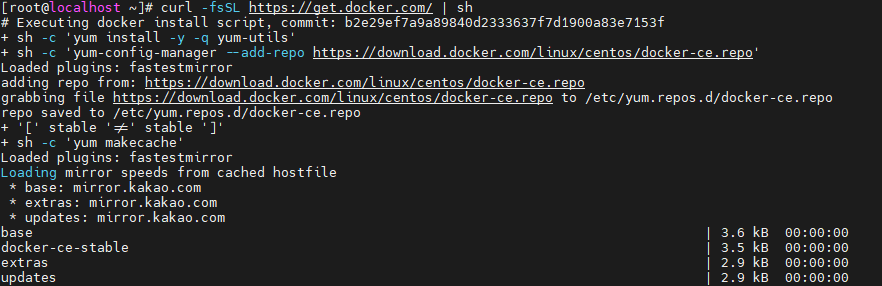 [root@localhost ~]# curl -fsSL https://get.docker.com/ | sh
# Executing docker install script, commit: b2e29ef7a9a89840d2333637f7d1900a83e7153f
+ sh -c 'yum install -y -q yum-utils'
+ sh -c 'yum-config-manager --add-repo https://download.docker.com/linux/centos/docker-ce.repo'
Loaded plugins: fastestmirror
adding repo from: https://download.docker.com/linux/centos/docker-ce.repo
grabbing file https://download.docker.com/linux/centos/docker-ce.repo to /etc/yum.repos.d/docker-ce.repo
repo saved to /etc/yum.repos.d/docker-ce.repo
+ '[' stable '≠' stable ']'
+ sh -c 'yum makecache'
Loaded plugins: fastestmirror
Loading mirror speeds from cached hostfile
* base: mirror.kakao.com
* extras: mirror.kakao.com
* updates: mirror.kakao.com
base | 3.6 kB 00:00:00
docker-ce-stable | 3.5 kB 00:00:00
extras | 2.9 kB 00:00:00
updates | 2.9 kB 00:00:00